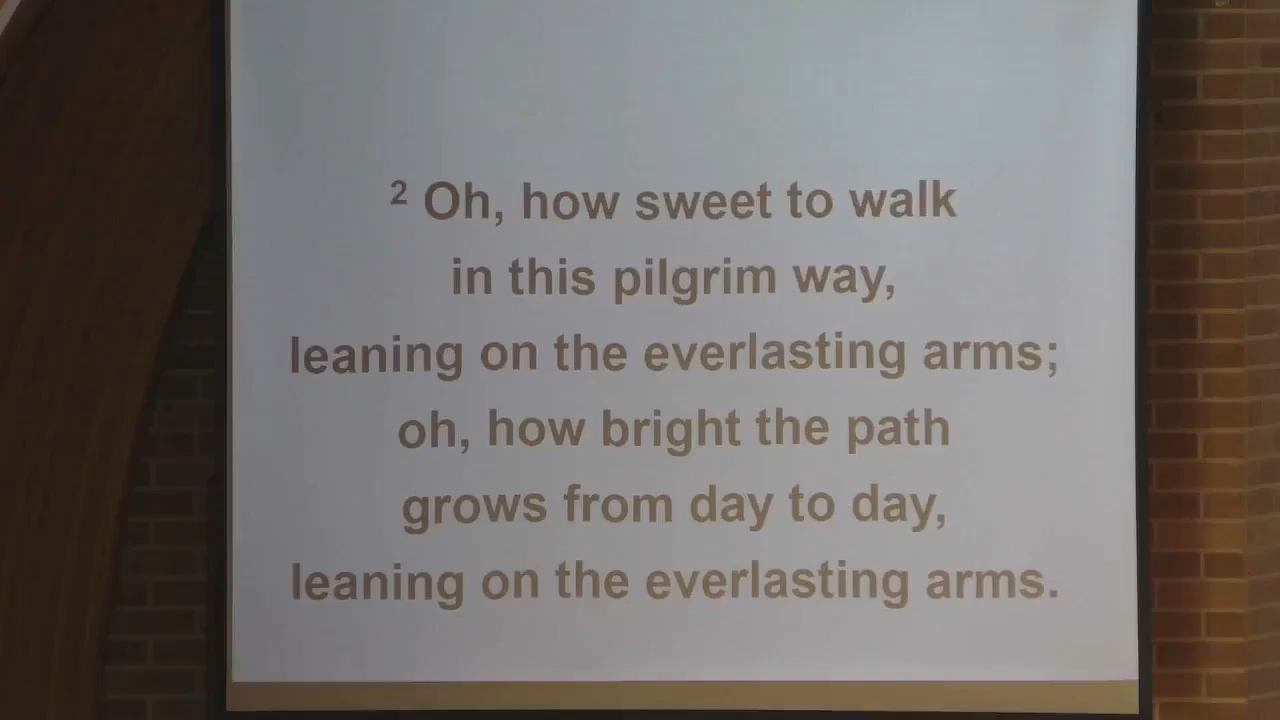 2 Oh, how sweet to walk
in this pilgrim way,
leaning on the everlasting arms;
oh, how bright the path
grows from day to day,
leaning on the everlasting arms.